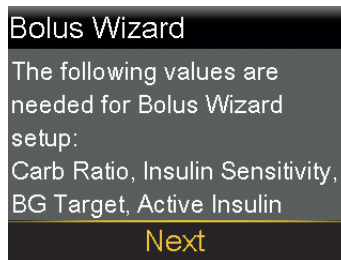 Bolus Wizard
The following values are
needed for Bolus Wizard
setup:
Carb Ratio, Insulin Sensitivity,
BG Target, Active Insulin
Next